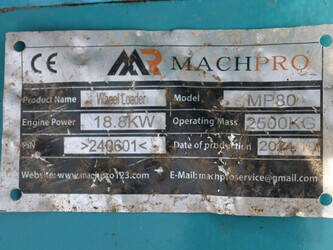 CE MR MACHPRO
Product Name Wheel Loader Model MP80
Engine Power 18.8KW Operating Mass 2500KG
PIN >240601< Date of production
Website: www.machpro123.com E-Mail: machproservice@gmail.com